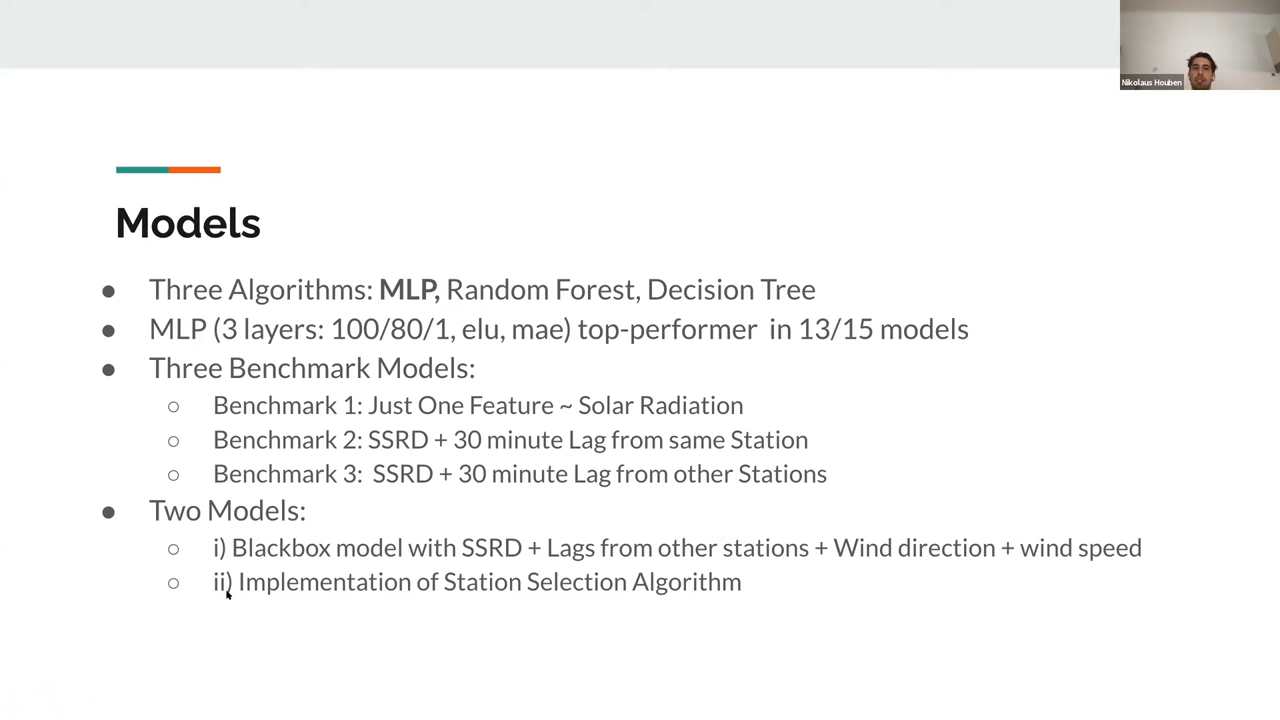 Nikolaus Houben
Models
● Three Algorithms: MLP, Random Forest, Decision Tree
● MLP (3 layers: 100/80/1, elu, mae) top-performer in 13/15 models
● Three Benchmark Models:
○ Benchmark 1: Just One Feature ~ Solar Radiation
○ Benchmark 2: SSRD + 30 minute Lag from same Station
○ Benchmark 3: SSRD + 30 minute Lag from other Stations
● Two Models:
○ i) Blackbox model with SSRD + Lags from other stations + Wind direction + wind speed
○ ii) Implementation of Station Selection Algorithm